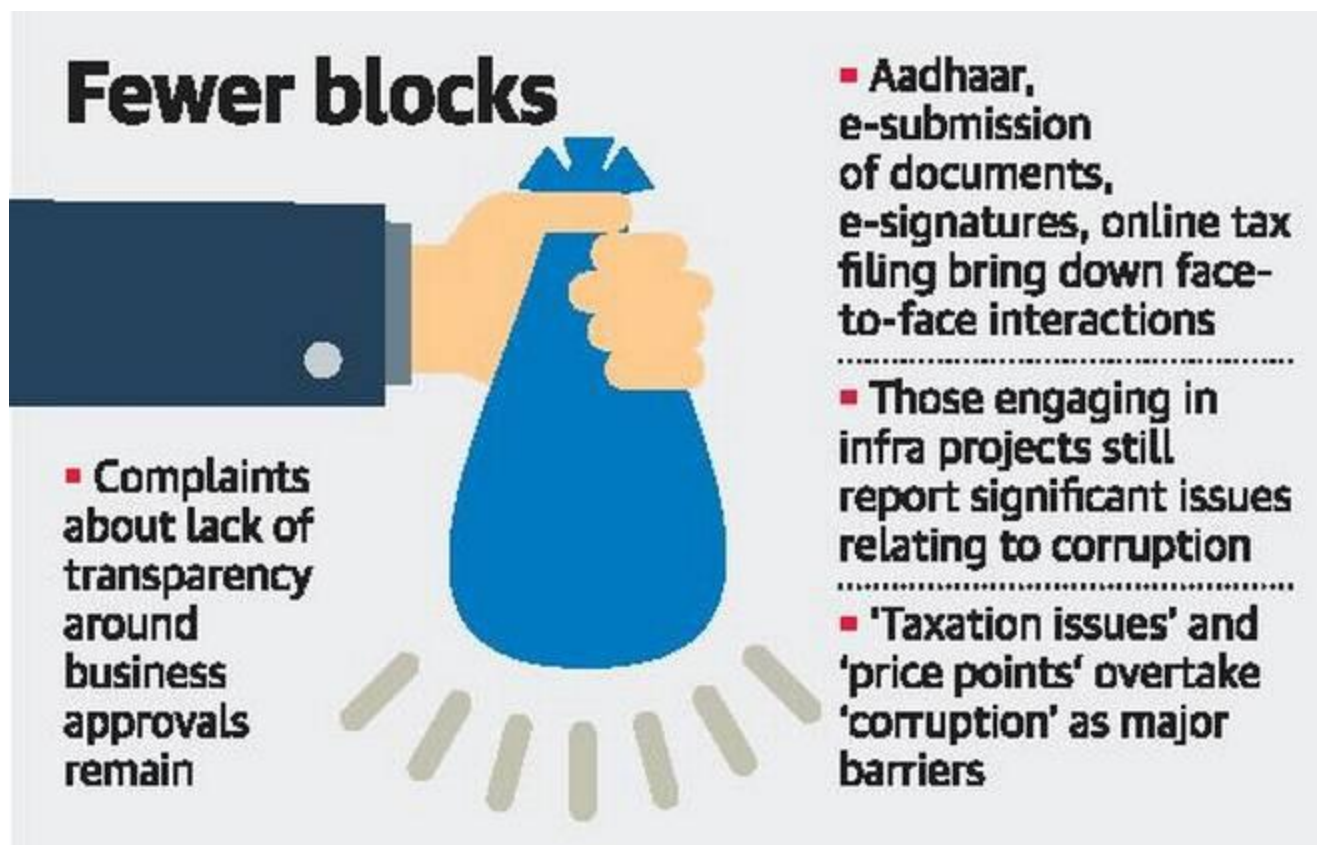 Fewer blocks
▪ Complaints
about lack of
transparency
around
business
approvals
remain
▪ Aadhaar,
e-submission
of documents,
e-signatures, online tax
filing bring down face-
to-face interactions
▪ Those engaging in
infra projects still
report significant issues
relating to corruption
▪ 'Taxation issues' and
‘price points‘ overtake
‘corruption’ as major
barriers